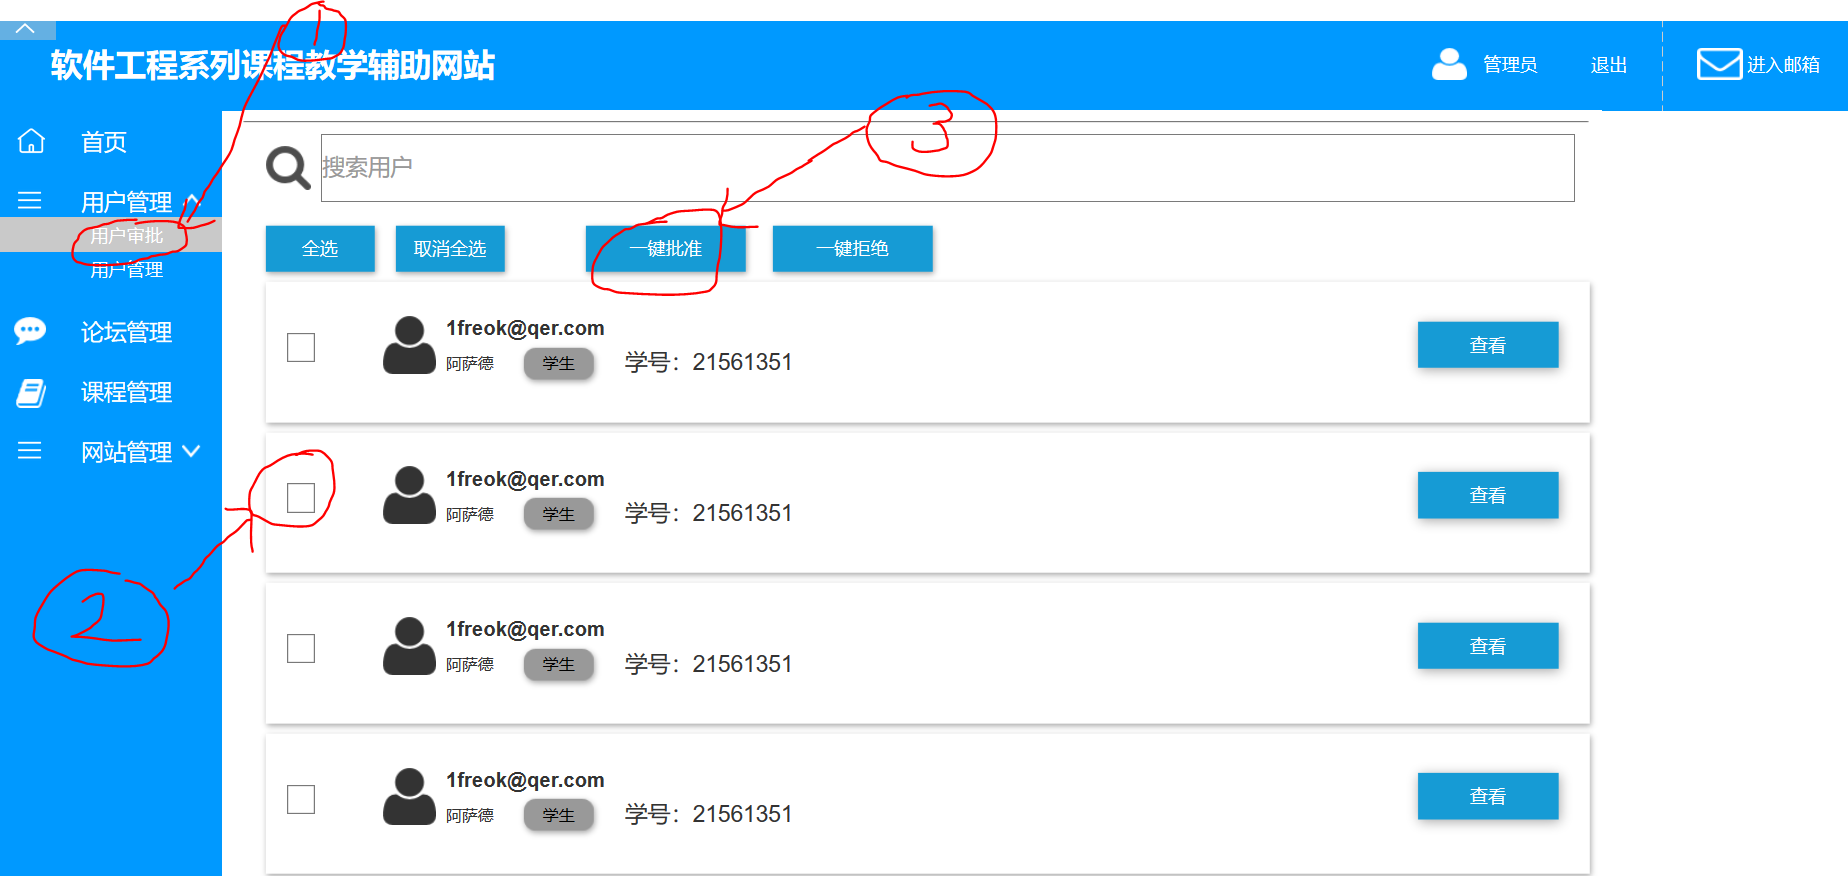 1
软件工程系列课程教学辅助网站
管理员
退出
进入邮箱
首页
用户管理
用户审批
用户管理
论坛管理
课程管理
网站管理
2
3
搜索用户
全选
取消全选
一键批准
一键拒绝
1freok@qer.com
阿萨德
学生
学号：21561351
查看
1freok@qer.com
阿萨德
学生
学号：21561351
查看
1freok@qer.com
阿萨德
学生
学号：21561351
查看
1freok@qer.com
阿萨德
学生
学号：21561351
查看